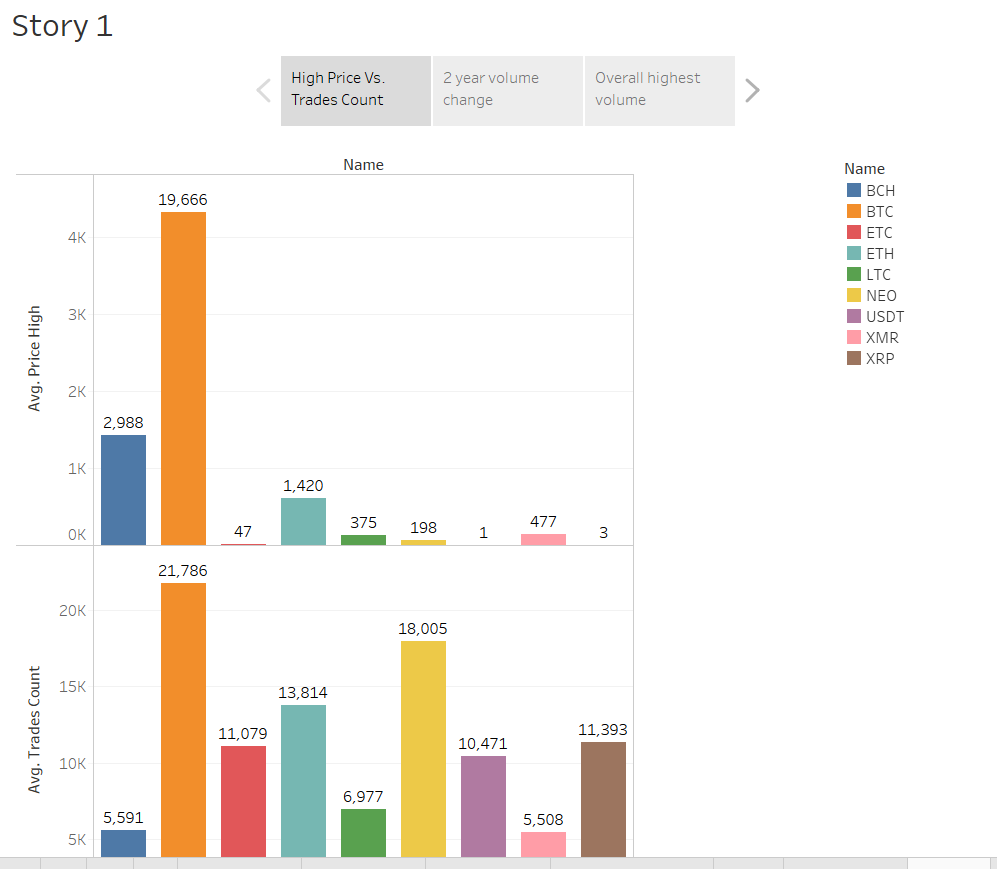 Story 1
High Price Vs.
Trades Count
2 year volume
change
Overall highest
volume
Name
Avg. Price High
4K
3K
2K
1K
0K
2,988
19,666
47
1,420
375
198
1
477
3
Avg. Trades Count
20K
15K
10K
5K
5,591
21,786
11,079
13,814
6,977
18,005
10,471
5,508
11,393
Name
BCH
BTC
ETC
ETH
LTC
NEO
USDT
XMR
XRP